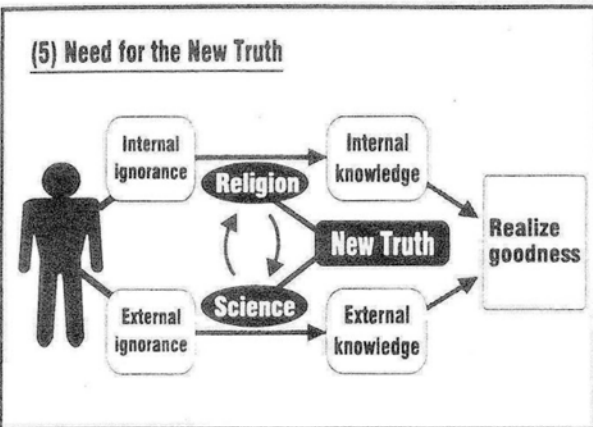 (5) Need for the New Truth
Internal
ignorance
Religion
Internal
knowledge
New Truth
Realize
goodness
Science
External
ignorance
External
knowledge